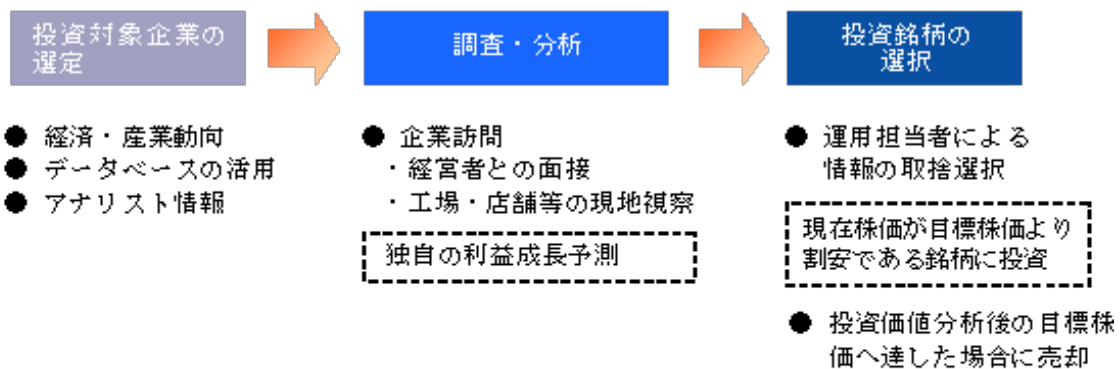 投資対象企業の
選定
調査・分析
投資銘柄の
選択
● 経済・産業動向
● データベースの活用
● アナリスト情報
● 企業訪問
・経営者との面接
・工場・店舗等の現地視察
独自の利益成長予測
● 運用担当者による
情報の取捨選択
現在株価が目標株価より
割安である銘柄に投資
● 投資価値分析後の目標株
価へ達した場合に売却